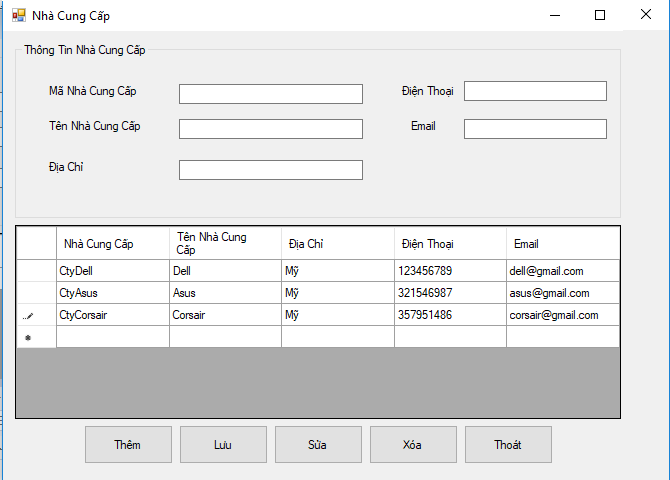 Nhà Cung Cấp
Thông Tin Nhà Cung Cấp
Mã Nhà Cung Cấp
Điện Thoại
Tên Nhà Cung Cấp
Email
Địa Chỉ
Nhà Cung Cấp Tên Nhà Cung Cấp Địa Chỉ Điện Thoại Email
CtyDell Dell Mỹ 123456789 dell@gmail.com
CtyAsus Asus Mỹ 321546987 asus@gmail.com
CtyCorsair Corsair Mỹ 357951486 corsair@gmail.com
Thêm Lưu Sửa Xóa Thoát